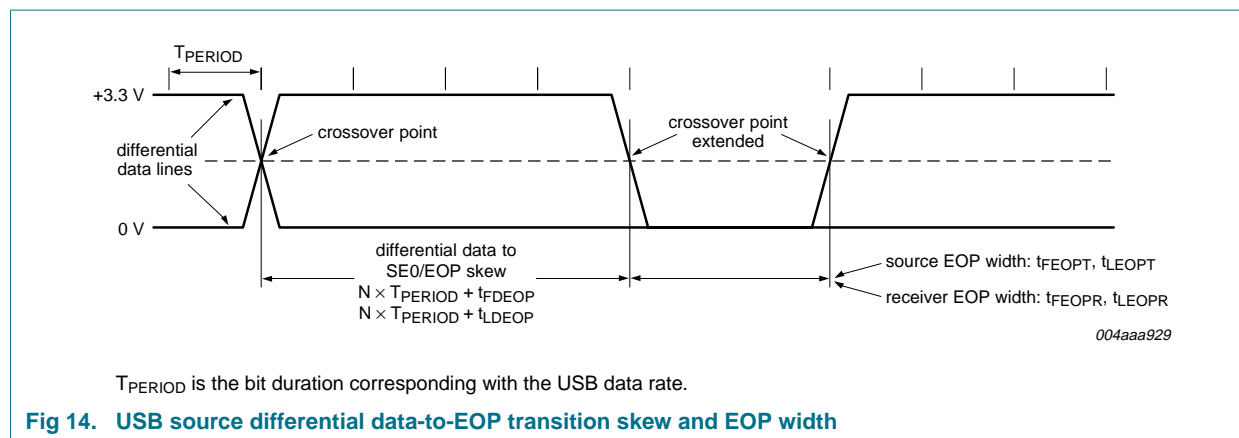 TPERIOD
+3.3 V
crossover point
crossover point
extended
differential
data lines
0 V
differential data to
SE0/EOP skew
N × TPERIOD + tFDEOP
N × TPERIOD + tLDEOP
source EOP width: tFEOPT, tLEOPT
receiver EOP width: tFEOPR, tLEOPR
004aaa929
TPERIOD is the bit duration corresponding with the USB data rate.
Fig 14. USB source differential data-to-EOP transition skew and EOP width